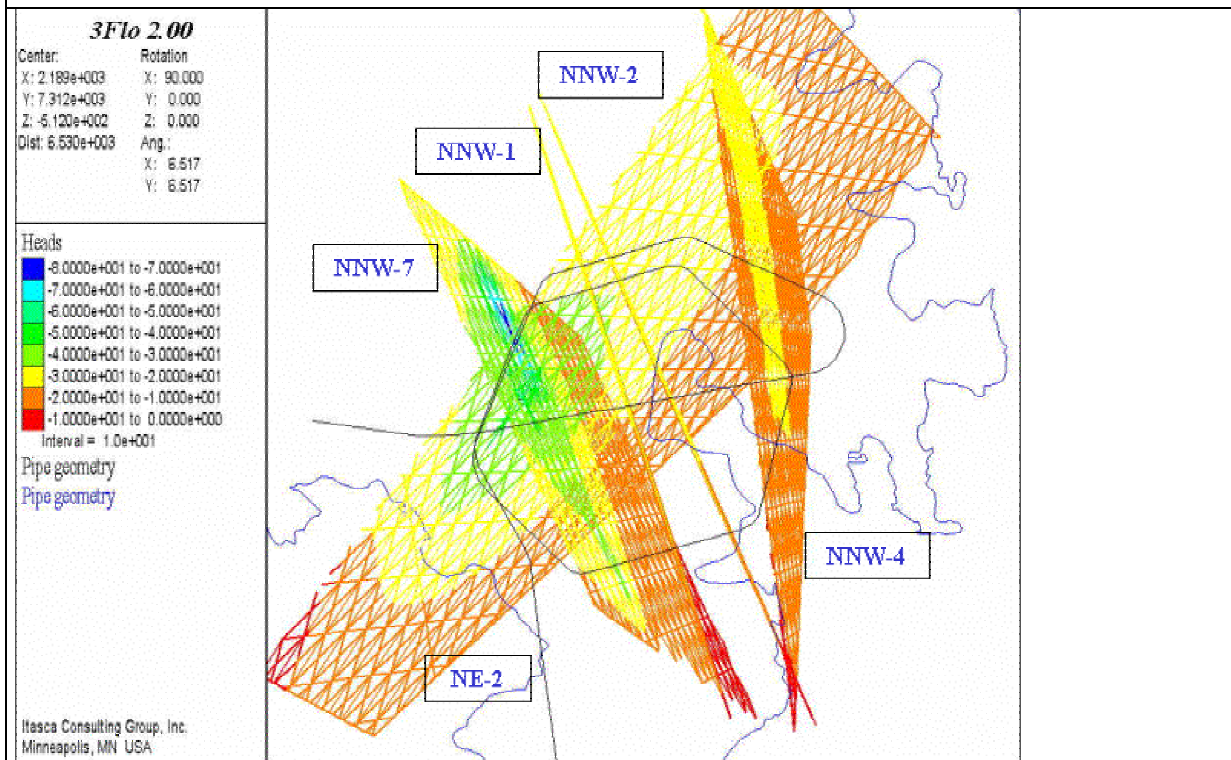 3Flo 2.00
Center: Rotation
X: 2.189e+003 X: 90.000
Y: 7.312e+003 Y: 0.000
Z: -5.120e+002 Z: 0.000
Dist: 6.530e+003 Ang.:
X: 6.517
Y: 6.517
Heads
-8.0000e+001 to -7.0000e+001
-7.0000e+001 to -6.0000e+001
-6.0000e+001 to -5.0000e+001
-5.0000e+001 to -4.0000e+001
-4.0000e+001 to -3.0000e+001
-3.0000e+001 to -2.0000e+001
-2.0000e+001 to -1.0000e+001
-1.0000e+001 to 0.0000e+000
Interval = 1.0e+001
Pipe geometry
Pipe geometry
Itasca Consulting Group, Inc.
Minneapolis, MN USA
NNW-2
NNW-1
NNW-7
NNW-4
NE-2